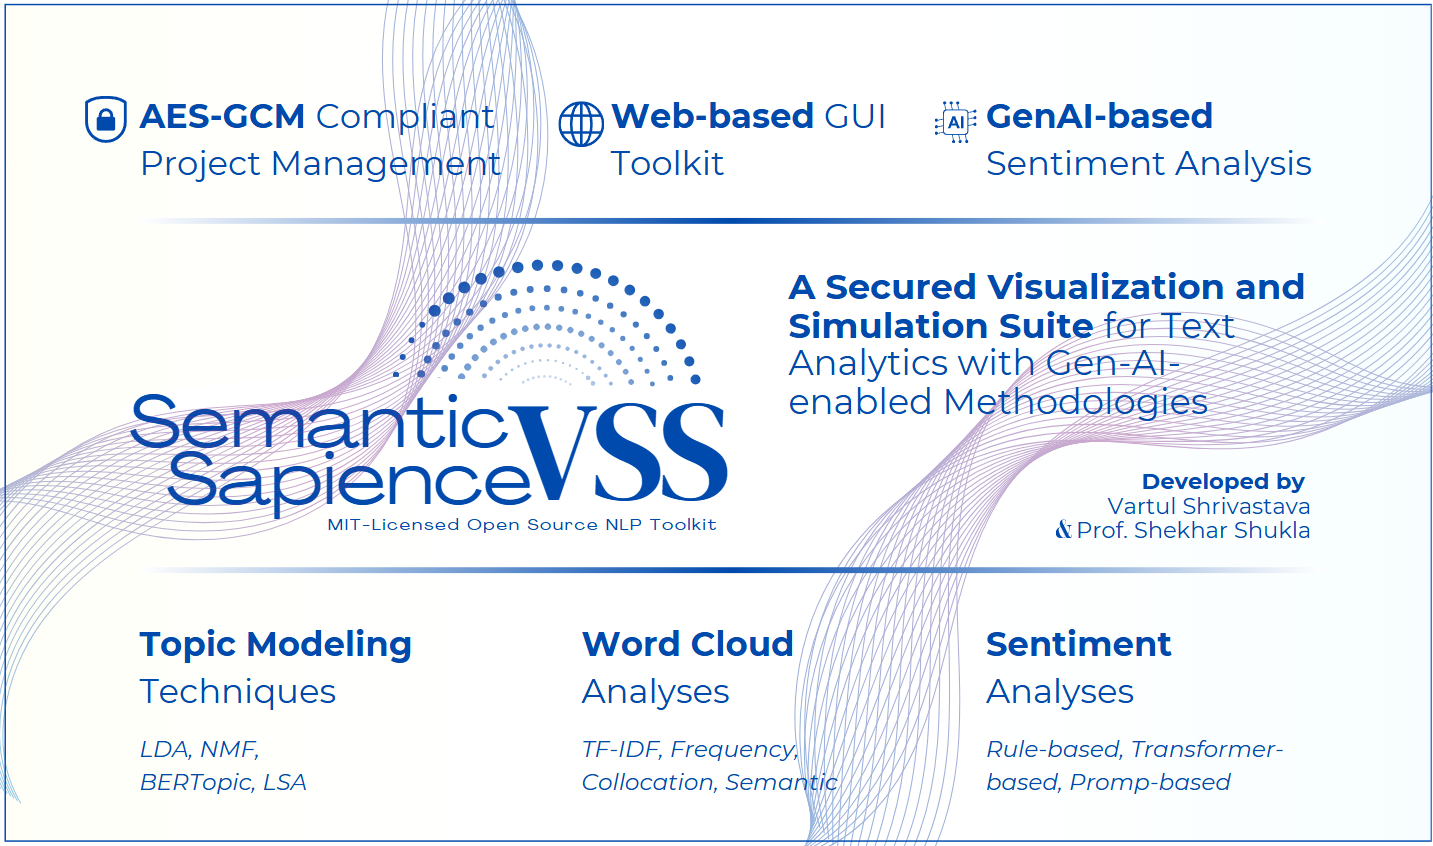 AES-GCM Compliant
Project Management
Web-based GUI
Toolkit
AI
GenAI-based
Sentiment Analysis
Semantic
Sapience
VSS
MIT-Licensed Open Source NLP Toolkit
A Secured Visualization and
Simulation Suite for Text
Analytics with Gen-AI-
enabled Methodologies
Developed by
Vartul Shrivastava
& Prof. Shekhar Shukla
Topic Modeling
Techniques
LDA, NMF,
BERTopic, LSA
Word Cloud
Analyses
TF-IDF, Frequency,
Collocation, Semantic
Sentiment
Analyses
Rule-based, Transformer-
based, Promp-based